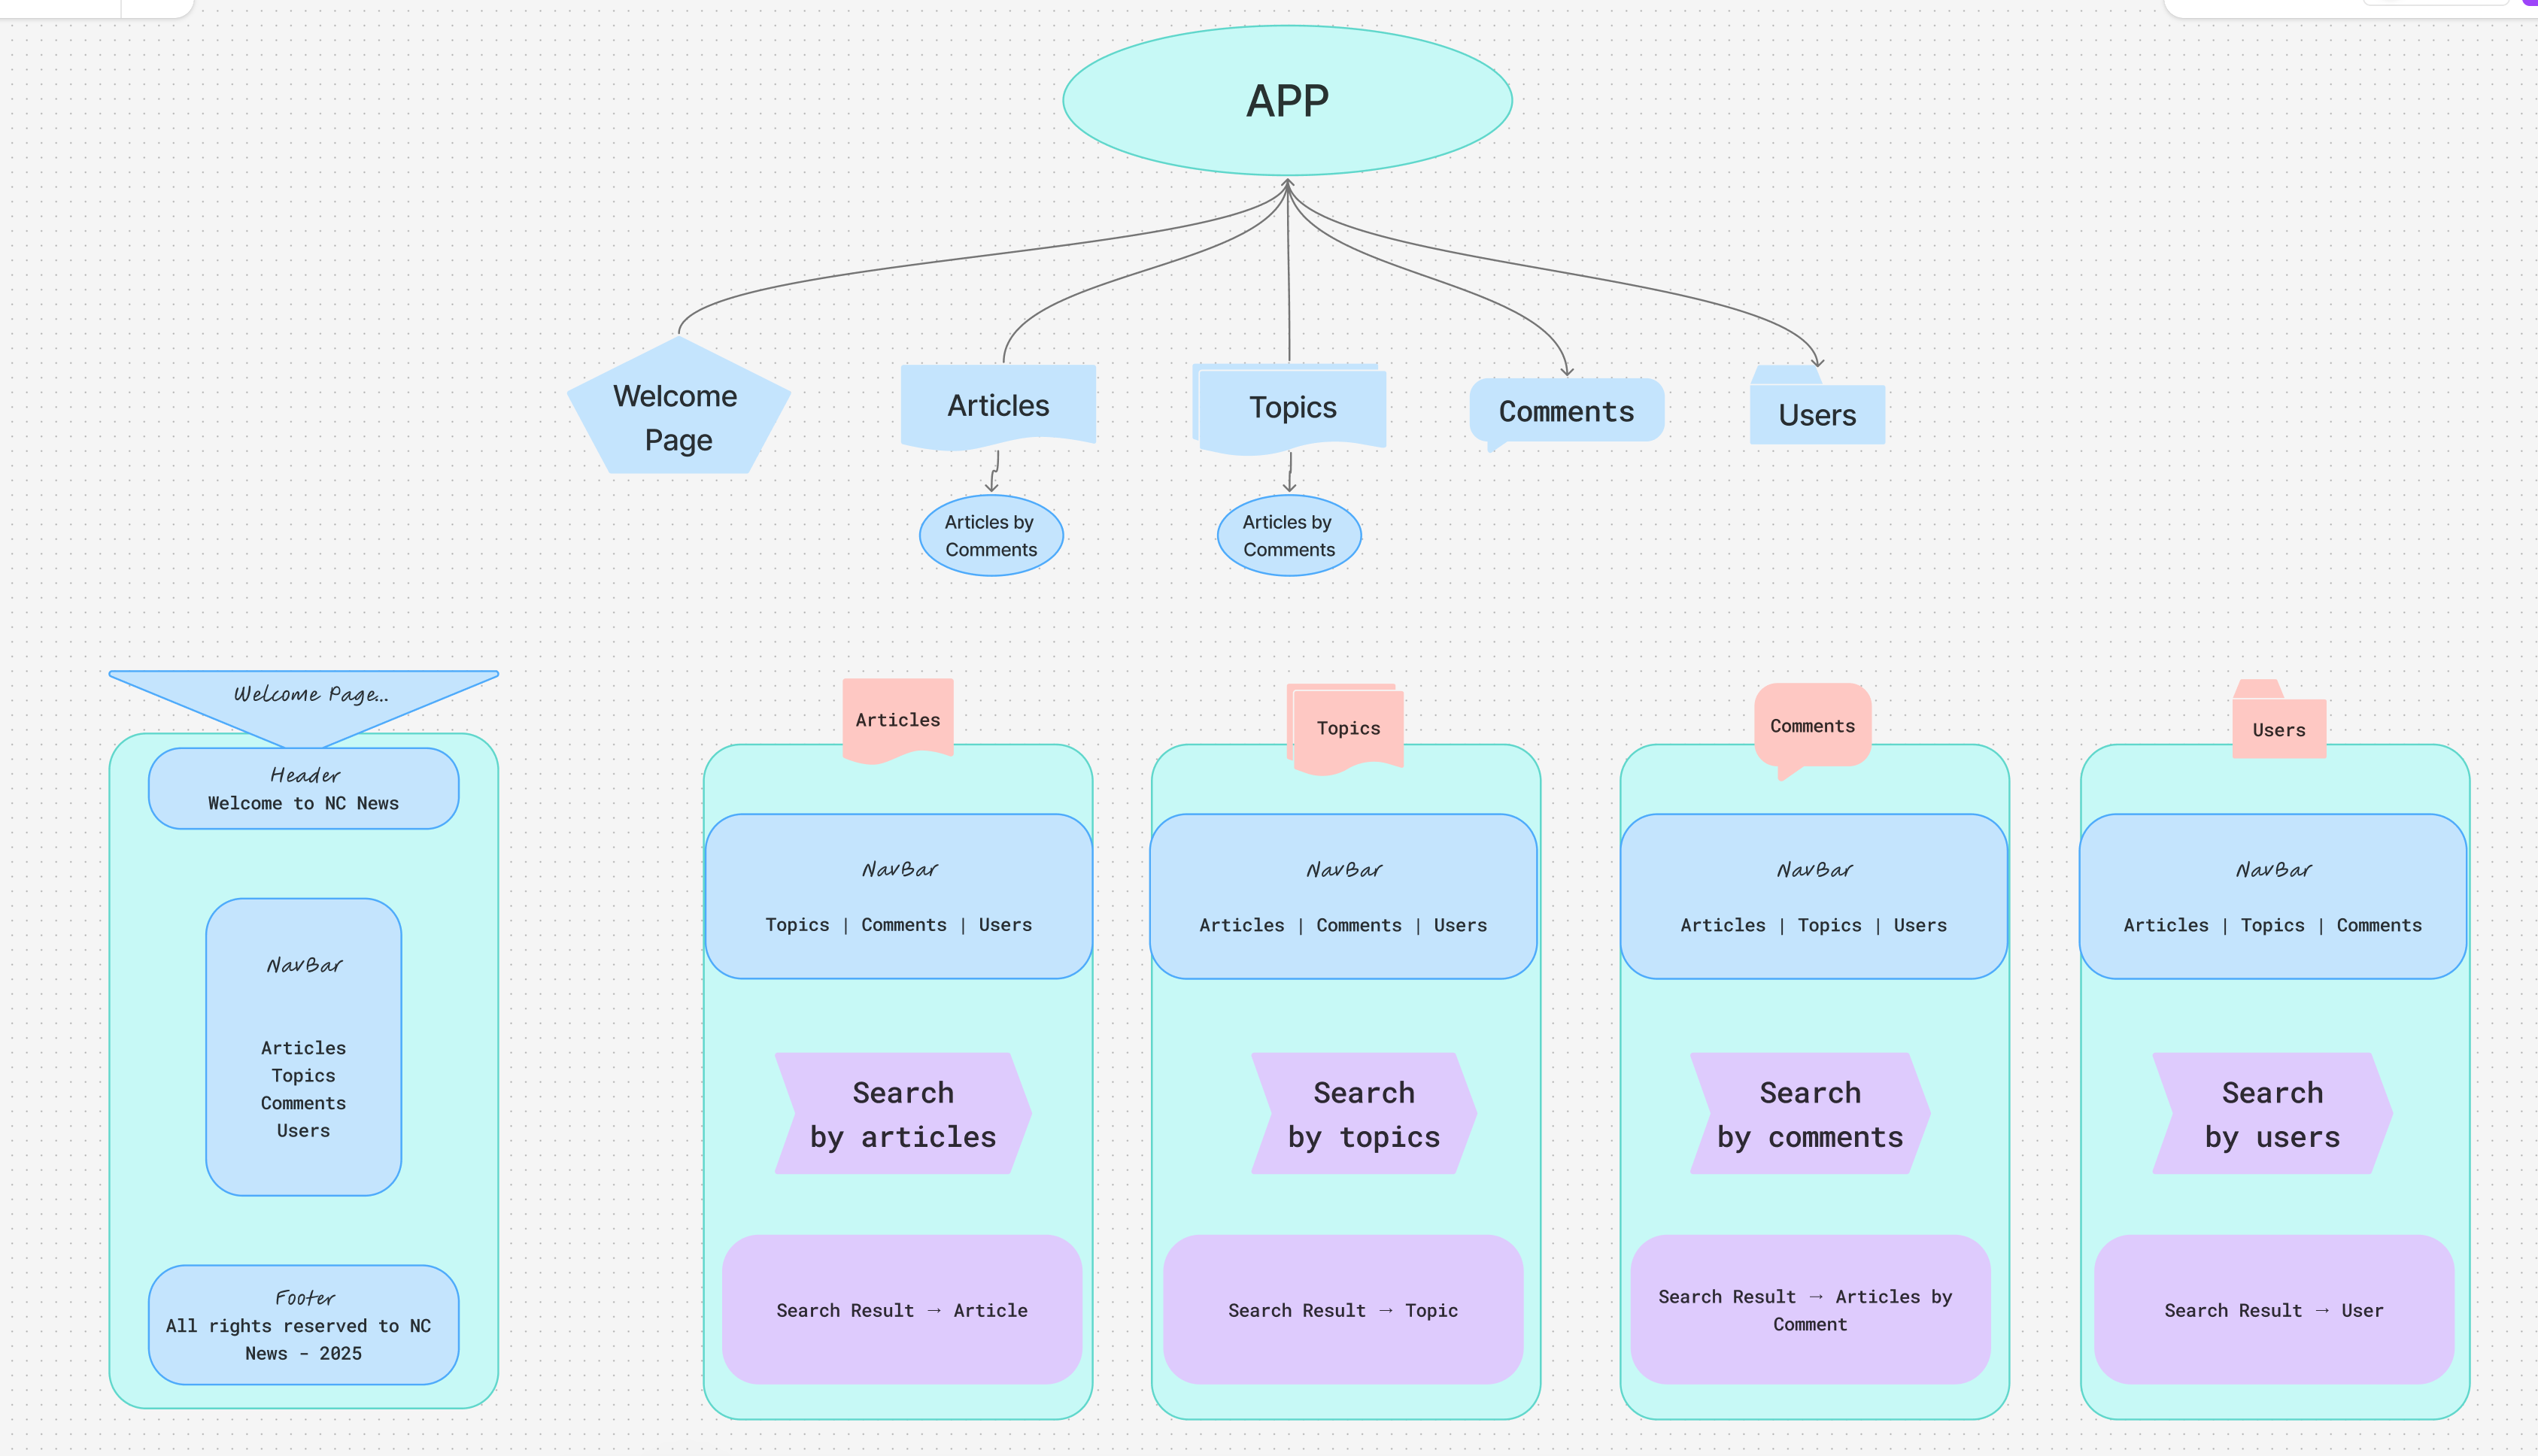 APP
Welcome
Page
Articles
Topics
Comments
Users
Articles by
Comments
Articles by
Comments
Welcome Page...
Header
Welcome to NC News
NavBar
Articles
Topics
Comments
Users
Footer
All rights reserved to NC
News - 2025
Articles
NavBar
Topics | Comments | Users
Search
by articles
Search Result → Article
Topics
NavBar
Articles | Comments | Users
Search
by topics
Search Result → Topic
Comments
NavBar
Articles | Topics | Users
Search
by comments
Search Result → Articles by
Comment
Users
NavBar
Articles | Topics | Comments
Search
by users
Search Result → User